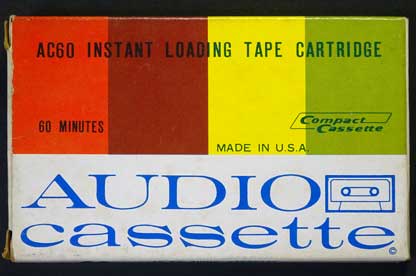 AC60 INSTANT LOADING TAPE CARTRIDGE
60 MINUTES
Compact
Cassette
MADE IN U.S.A.
AUDIO
cassette
©